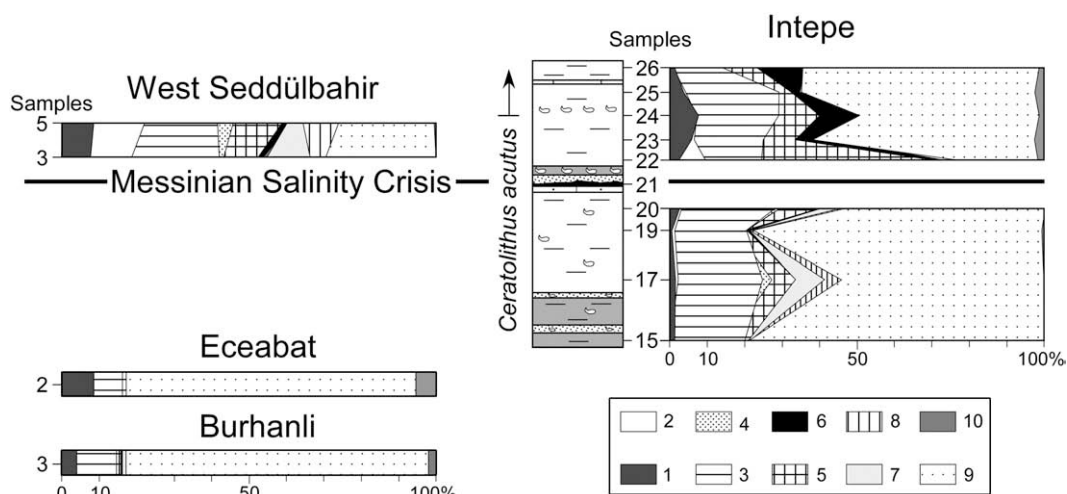 West Seddülbahir
Samples
5
3
Messinian Salinity Crisis
Eceabat
2
Burhanli
3
0 10 50 100%
Intepe
Samples
Ceratolithus acutus
26
25
24
23
22
21
20
19
17
15
0 10 50 100%
2 4 6 8 10
1 3 5 7 9